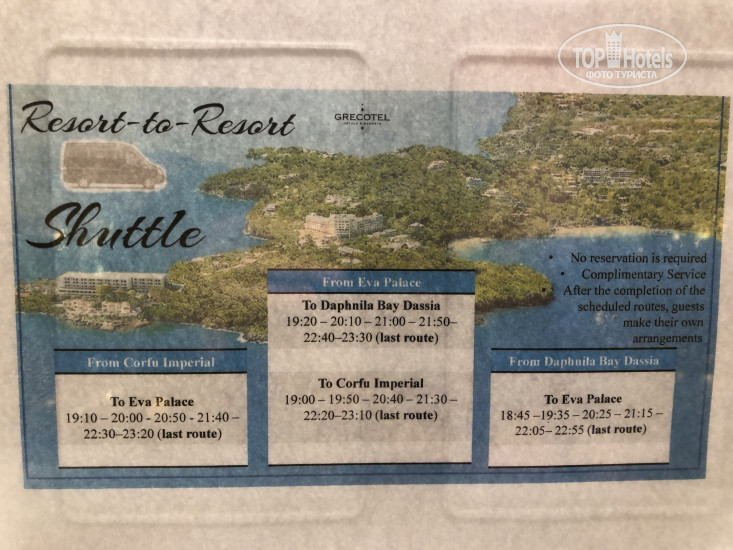 TOP Hotels
ФОТО ТУРИСТА
Resort-to-Resort
GRECOTEL
HOTELS & RESORTS
Shuttle
• No reservation is required
• Complimentary Service
• After the completion of the
scheduled routes, guests
make their own
arrangements
From Eva Palace
To Daphnila Bay Dassia
19:20 – 20:10 – 21:00 – 21:50–
22:40–23:30 (last route)
To Corfu Imperial
19:00 – 19:50 – 20:40 – 21:30 –
22:20–23:10 (last route)
From Corfu Imperial
To Eva Palace
19:10 – 20:00 - 20:50 - 21:40 –
22:30–23:20 (last route)
From Daphnila Bay Dassia
To Eva Palace
18:45 –19:35 – 20:25 – 21:15 –
22:05– 22:55 (last route)